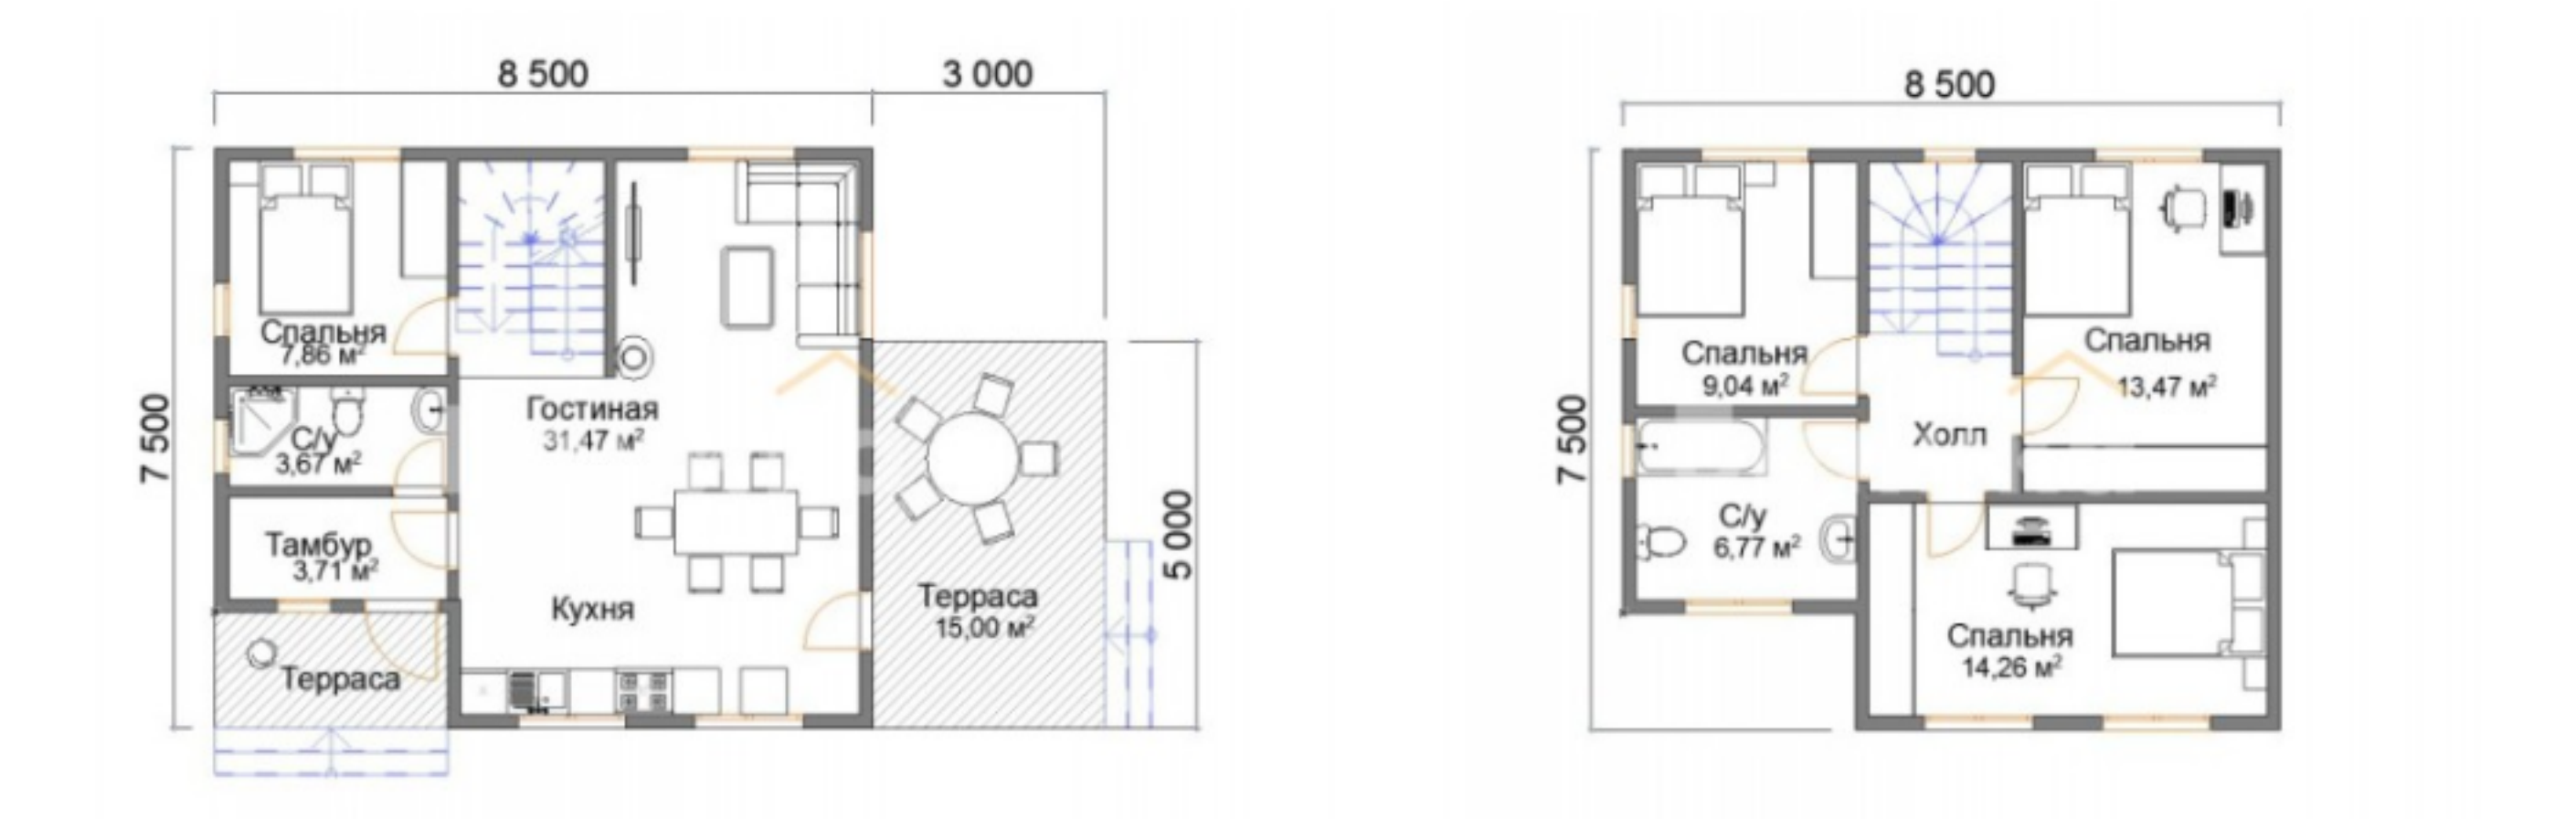 8 500
3 000
7 500
5 000
Спальня
7,86 м²
С/у
3,67 м²
Тамбур
3,71 м²
Терраса
Гостиная
31,47 м²
Кухня
Терраса
15,00 м²
8 500
7 500
Спальня
9,04 м²
Холл
Спальня
13,47 м²
С/у
6,77 м²
Спальня
14,26 м²